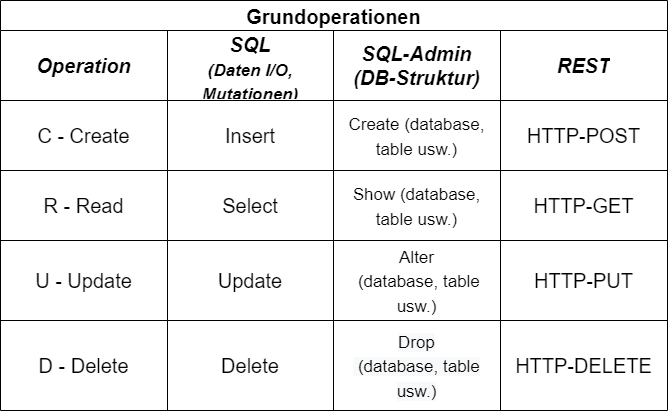 Grundoperationen
Operation
SQL
(Daten I/O,
Mutationen)
SQL-Admin
(DB-Struktur)
REST
C - Create
Insert
Create (database,
table usw.)
HTTP-POST
R - Read
Select
Show (database,
table usw.)
HTTP-GET
U - Update
Update
Alter
(database, table
usw.)
HTTP-PUT
D - Delete
Delete
Drop
(database, table
usw.)
HTTP-DELETE